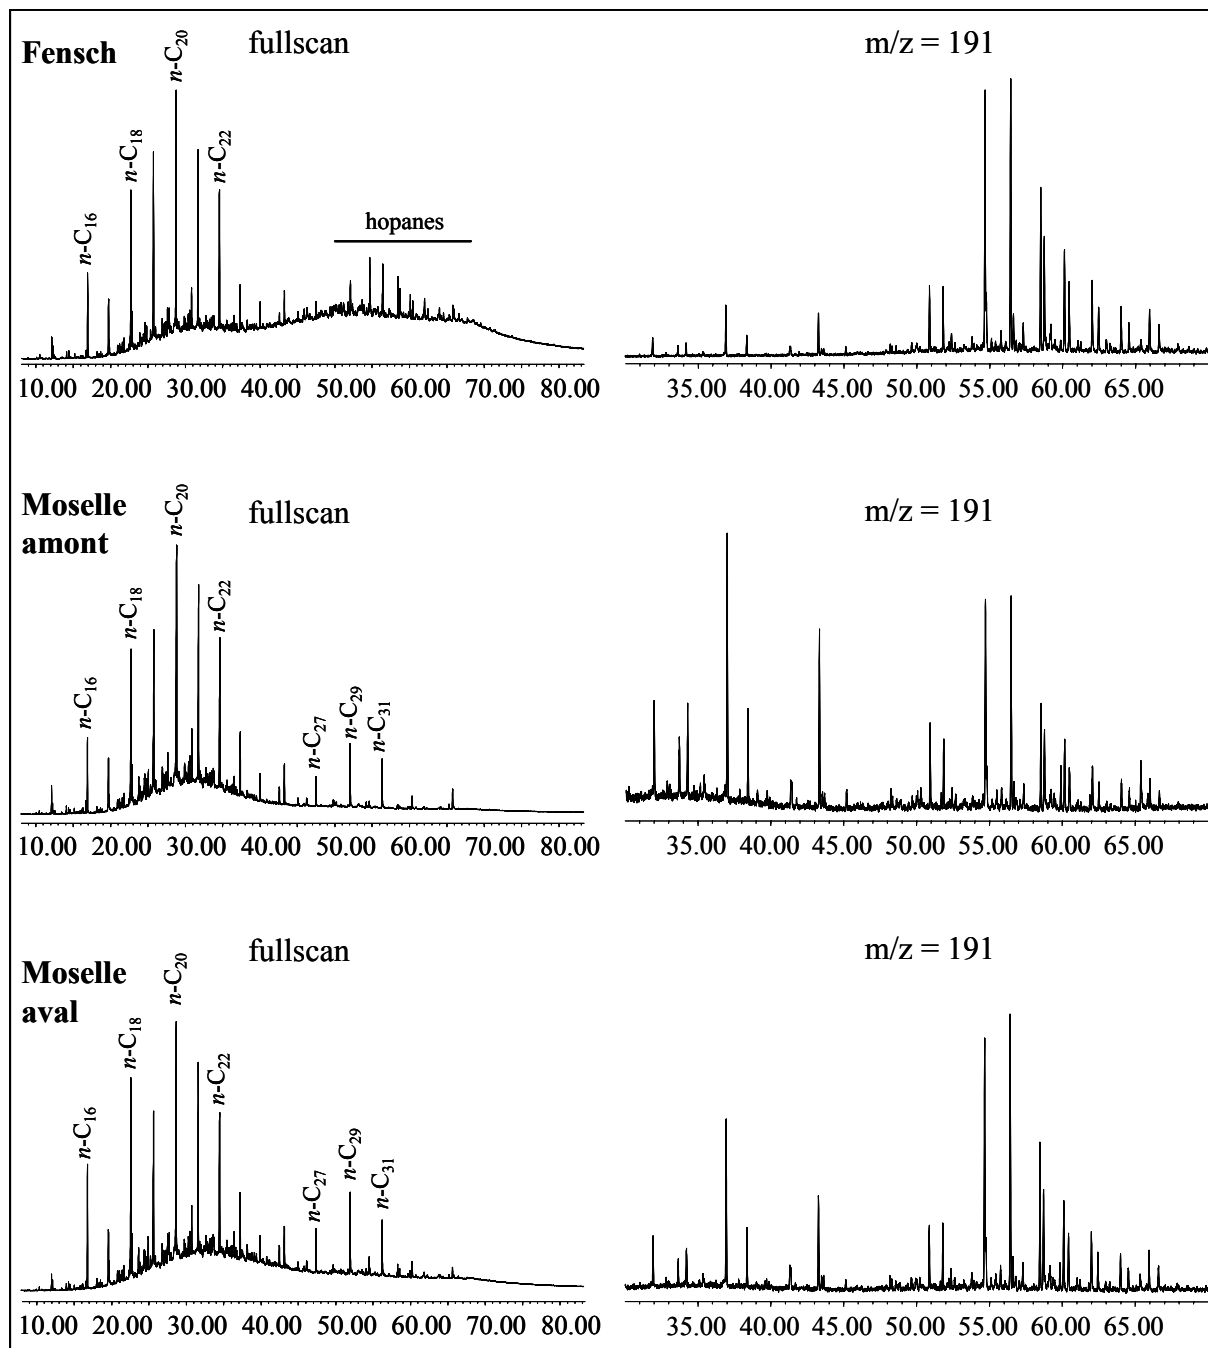 Fensch
fullscan
m/z = 191
n-C16
n-C18
n-C20
n-C22
hopanes
10.00 20.00 30.00 40.00 50.00 60.00 70.00 80.00
35.00 40.00 45.00 50.00 55.00 60.00 65.00
Moselle
amont
fullscan
m/z = 191
n-C16
n-C18
n-C20
n-C22
n-C27
n-C29
n-C31
10.00 20.00 30.00 40.00 50.00 60.00 70.00 80.00
35.00 40.00 45.00 50.00 55.00 60.00 65.00
Moselle
aval
fullscan
m/z = 191
n-C16
n-C18
n-C20
n-C22
n-C27
n-C29
n-C31
10.00 20.00 30.00 40.00 50.00 60.00 70.00 80.00
35.00 40.00 45.00 50.00 55.00 60.00 65.00